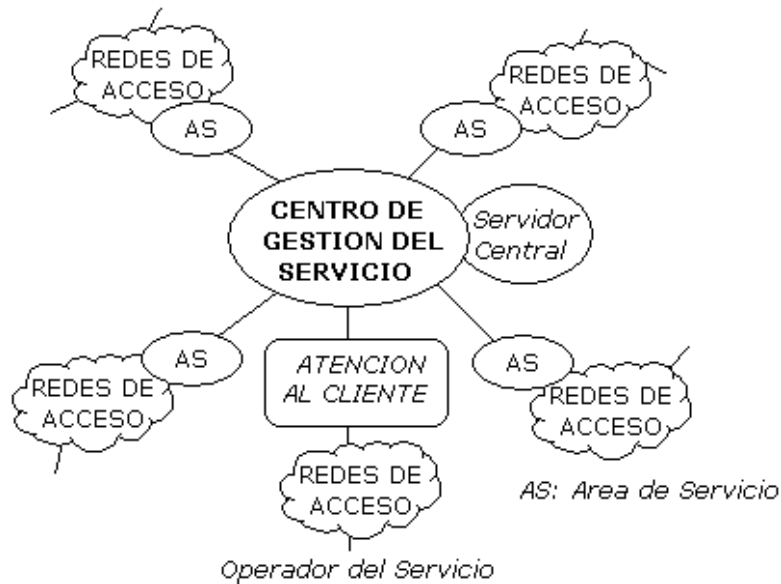 REDES DE
ACCESO
AS
REDES DE
ACCESO
AS
CENTRO DE
GESTION DEL
SERVICIO
Servidor
Central
AS
REDES DE
ACCESO
ATENCION
AL CLIENTE
AS
REDES DE
ACCESO
REDES DE
ACCESO
AS: Area de Servicio
Operador del Servicio